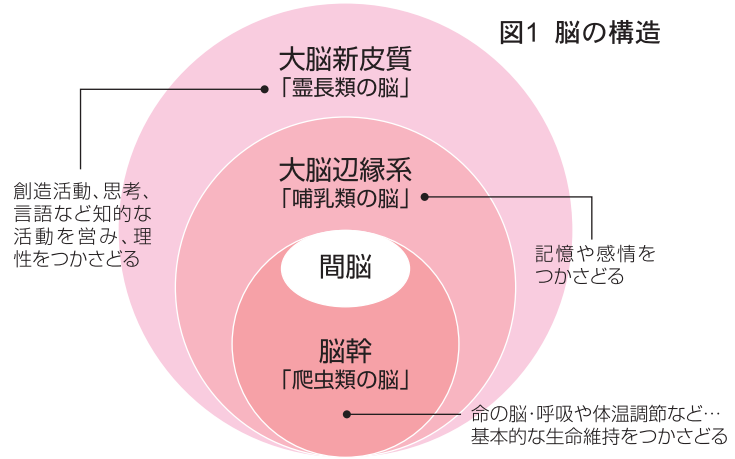 図1 脳の構造
大脳新皮質
「霊長類の脳」
創造活動、思考、
言語など知的な
活動を営み、理
性をつかさどる
大脳辺縁系
「哺乳類の脳」
記憶や感情を
つかさどる
間脳
脳幹
「爬虫類の脳」
命の脳・呼吸や体温調節など…
基本的な生命維持をつかさどる